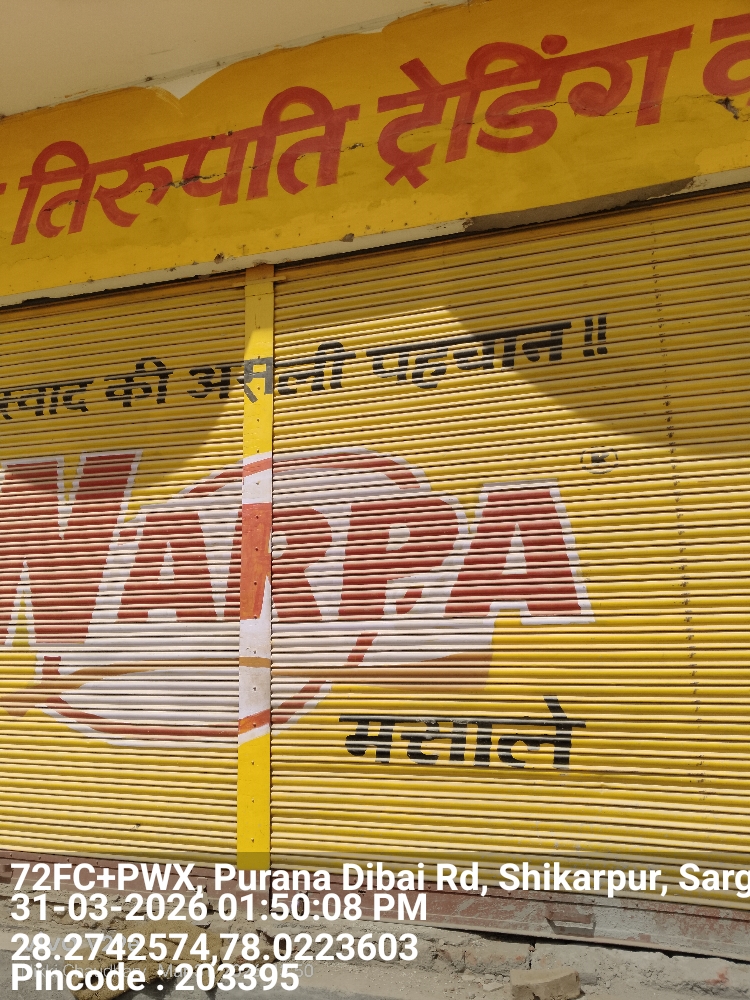 तिरुपति ट्रेडिंग
स्वाद की असली पहचान !!
NARPA
मसाले
72FC+PWX, Purana Dibai Rd, Shikarpur, Sarg
31-03-2026 01:50:08 PM
28.2742574,78.0223603
Pincode : 203395